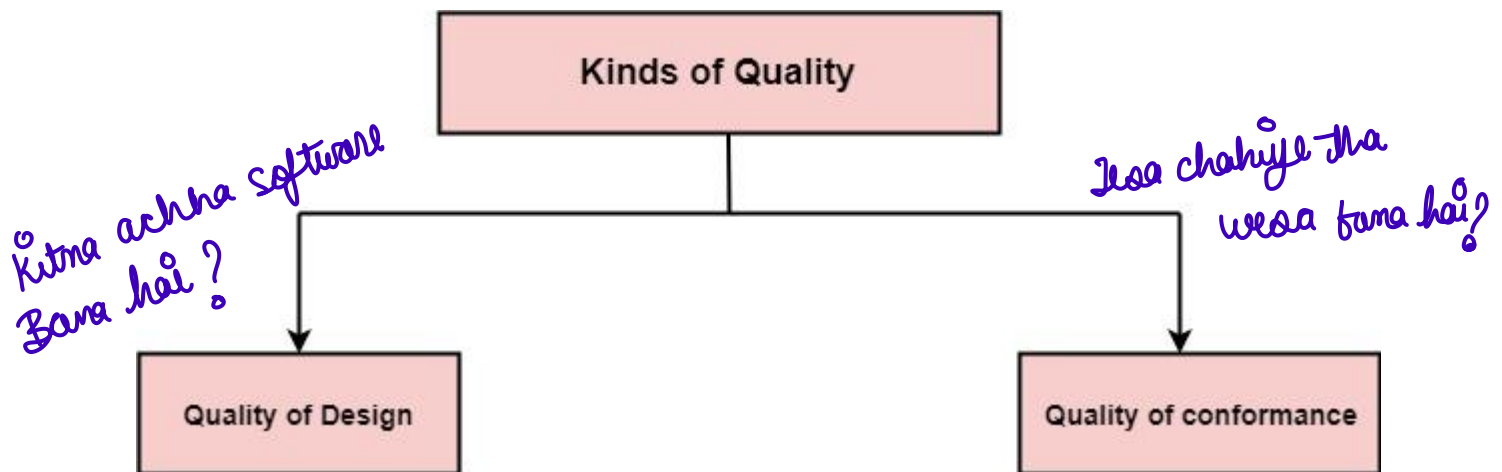 Kinds of Quality
Kitna achha software
Bana hai ?
Jesa chahiye tha
wesa bana hai?
Quality of Design
Quality of conformance